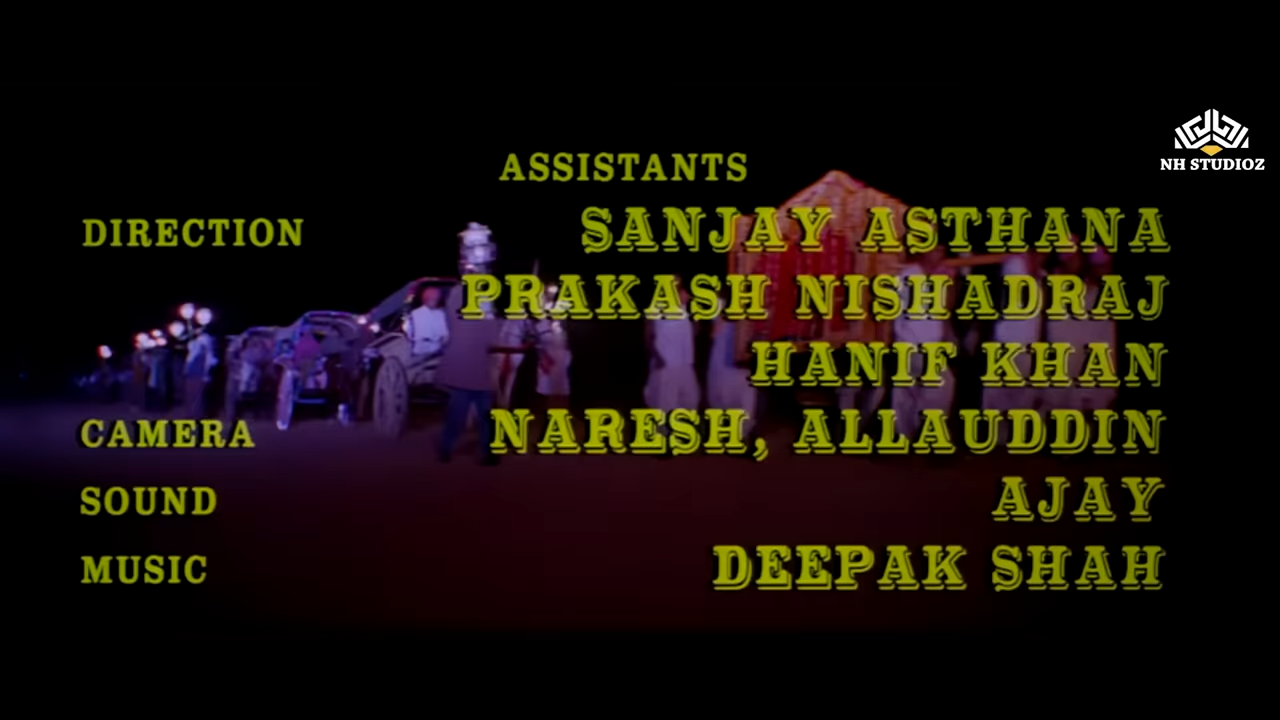 NH STUDIOZ
ASSISTANTS
DIRECTION SANJAY ASTHANA
PRAKASH NISHADRAJ
HANIF KHAN
CAMERA NARESH, ALLAUDDIN
SOUND AJAY
MUSIC DEEPAK SHAH